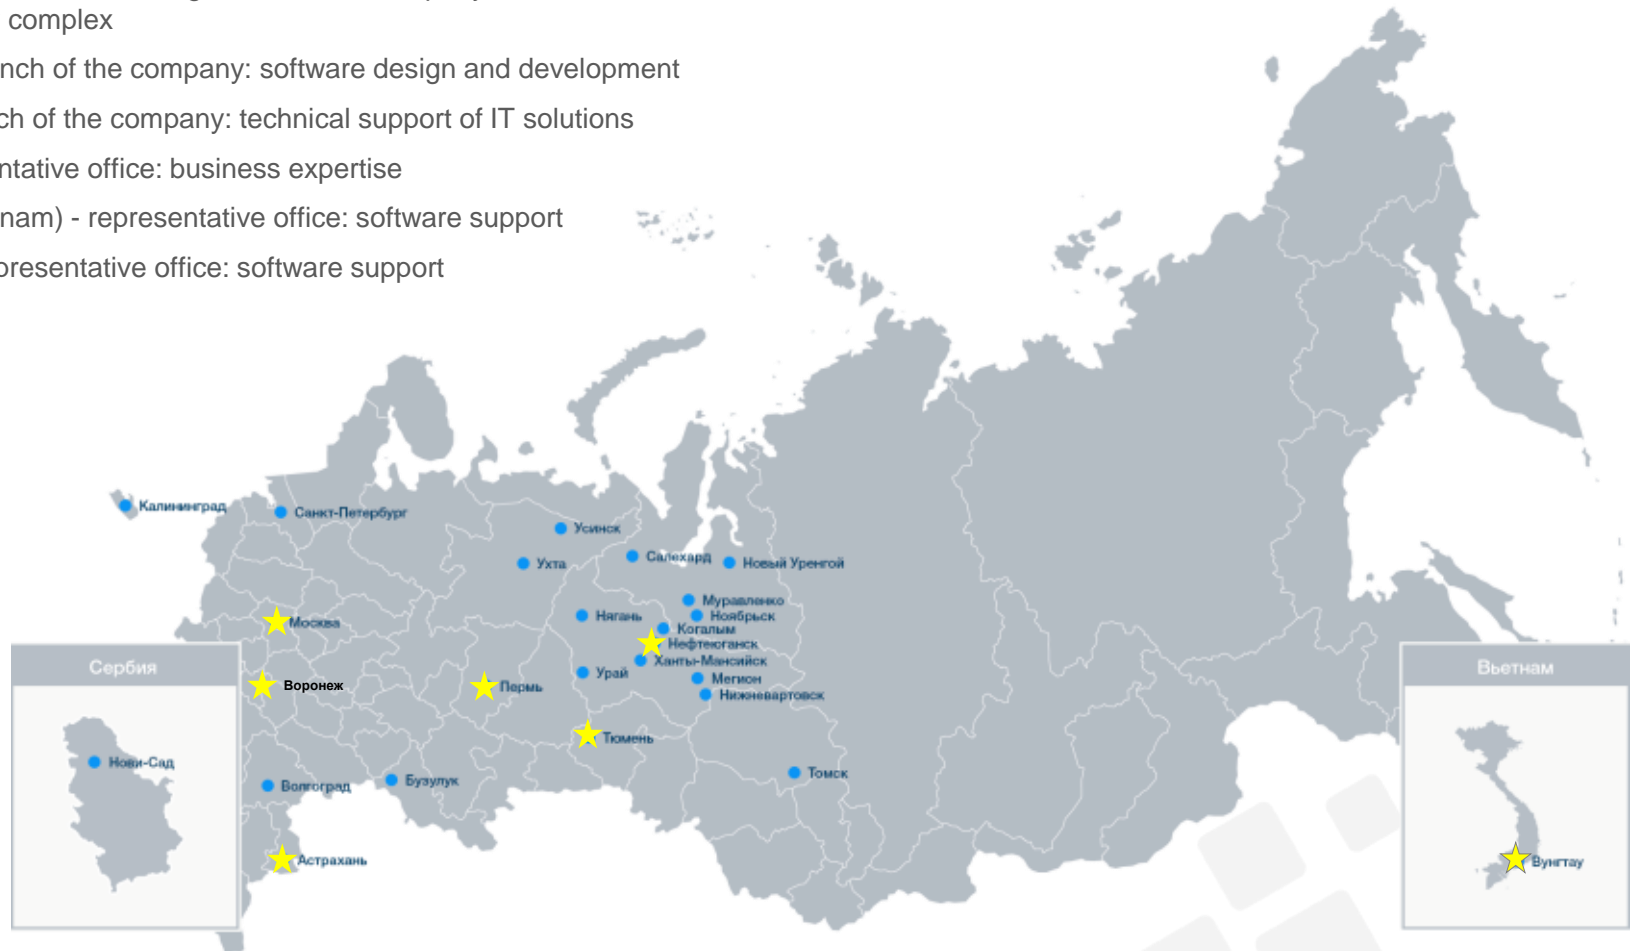 complex
nch of the company: software design and development
ch of the company: technical support of IT solutions
ntative office: business expertise
nam) - representative office: software support
presentative office: software support
Калининград
Санкт-Петербург
Усинск
Ухта
Салехард
Новый Уренгой
Муравленко
Нягань
Ноябрьск
Когалым
Москва
Нефтеюганск
Ханты-Мансийск
Сербия
Вьетнам
Урай
Мегион
Воронеж
Пермь
Нижневартовск
Тюмень
Нови-Сад
Томск
Волгоград
Бузулук
Астрахань
Вунгтау